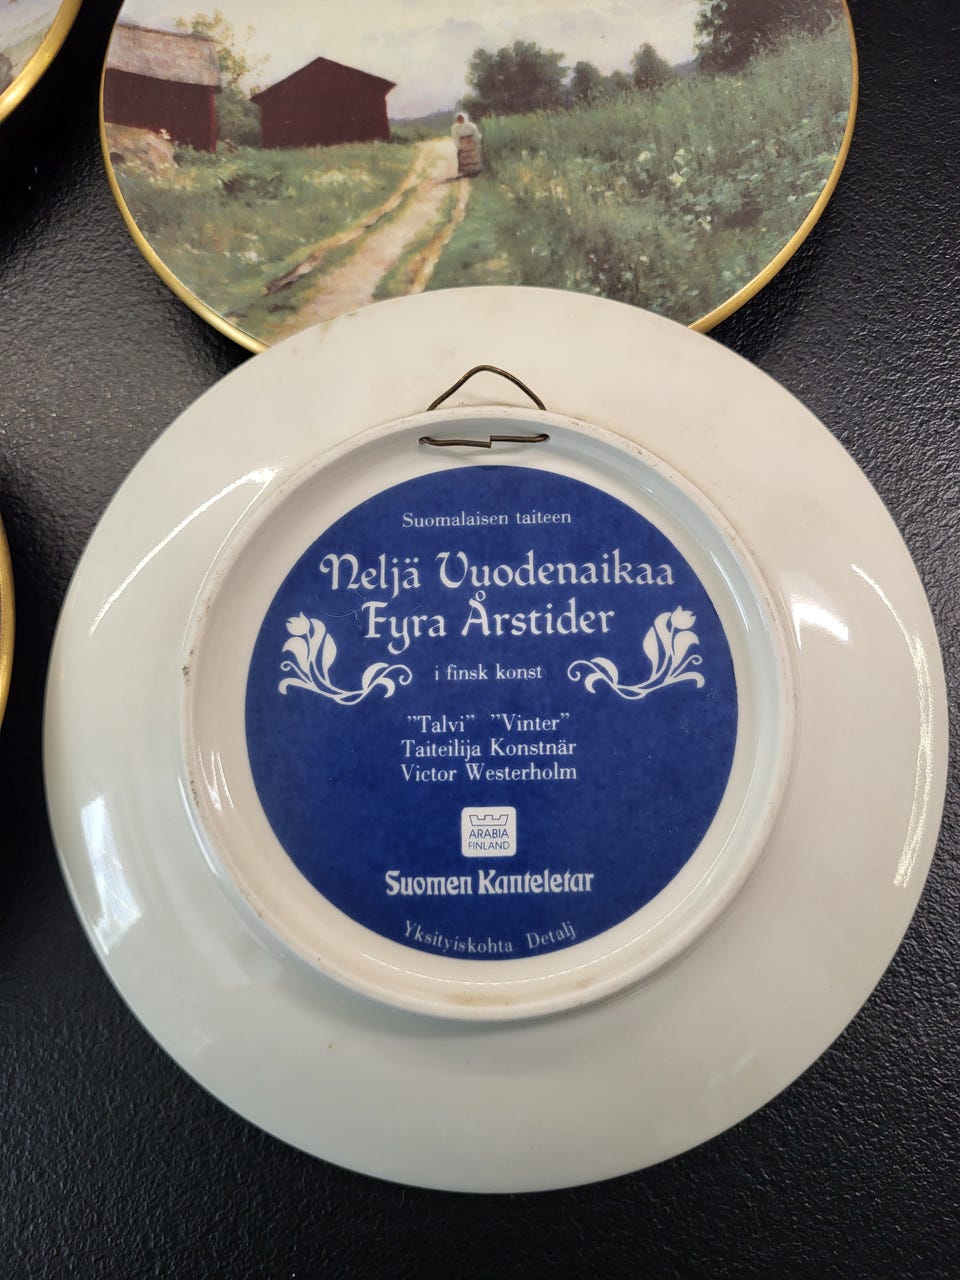 Suomalaisen taiteen
Neljä Vuodenaikaa
Fyra Årstider
i finsk konst
"Talvi" "Vinter"
Taiteilija Konstnär
Victor Westerholm
ARABIA
FINLAND
Suomen Kanteletar
Yksityiskohta Detalj